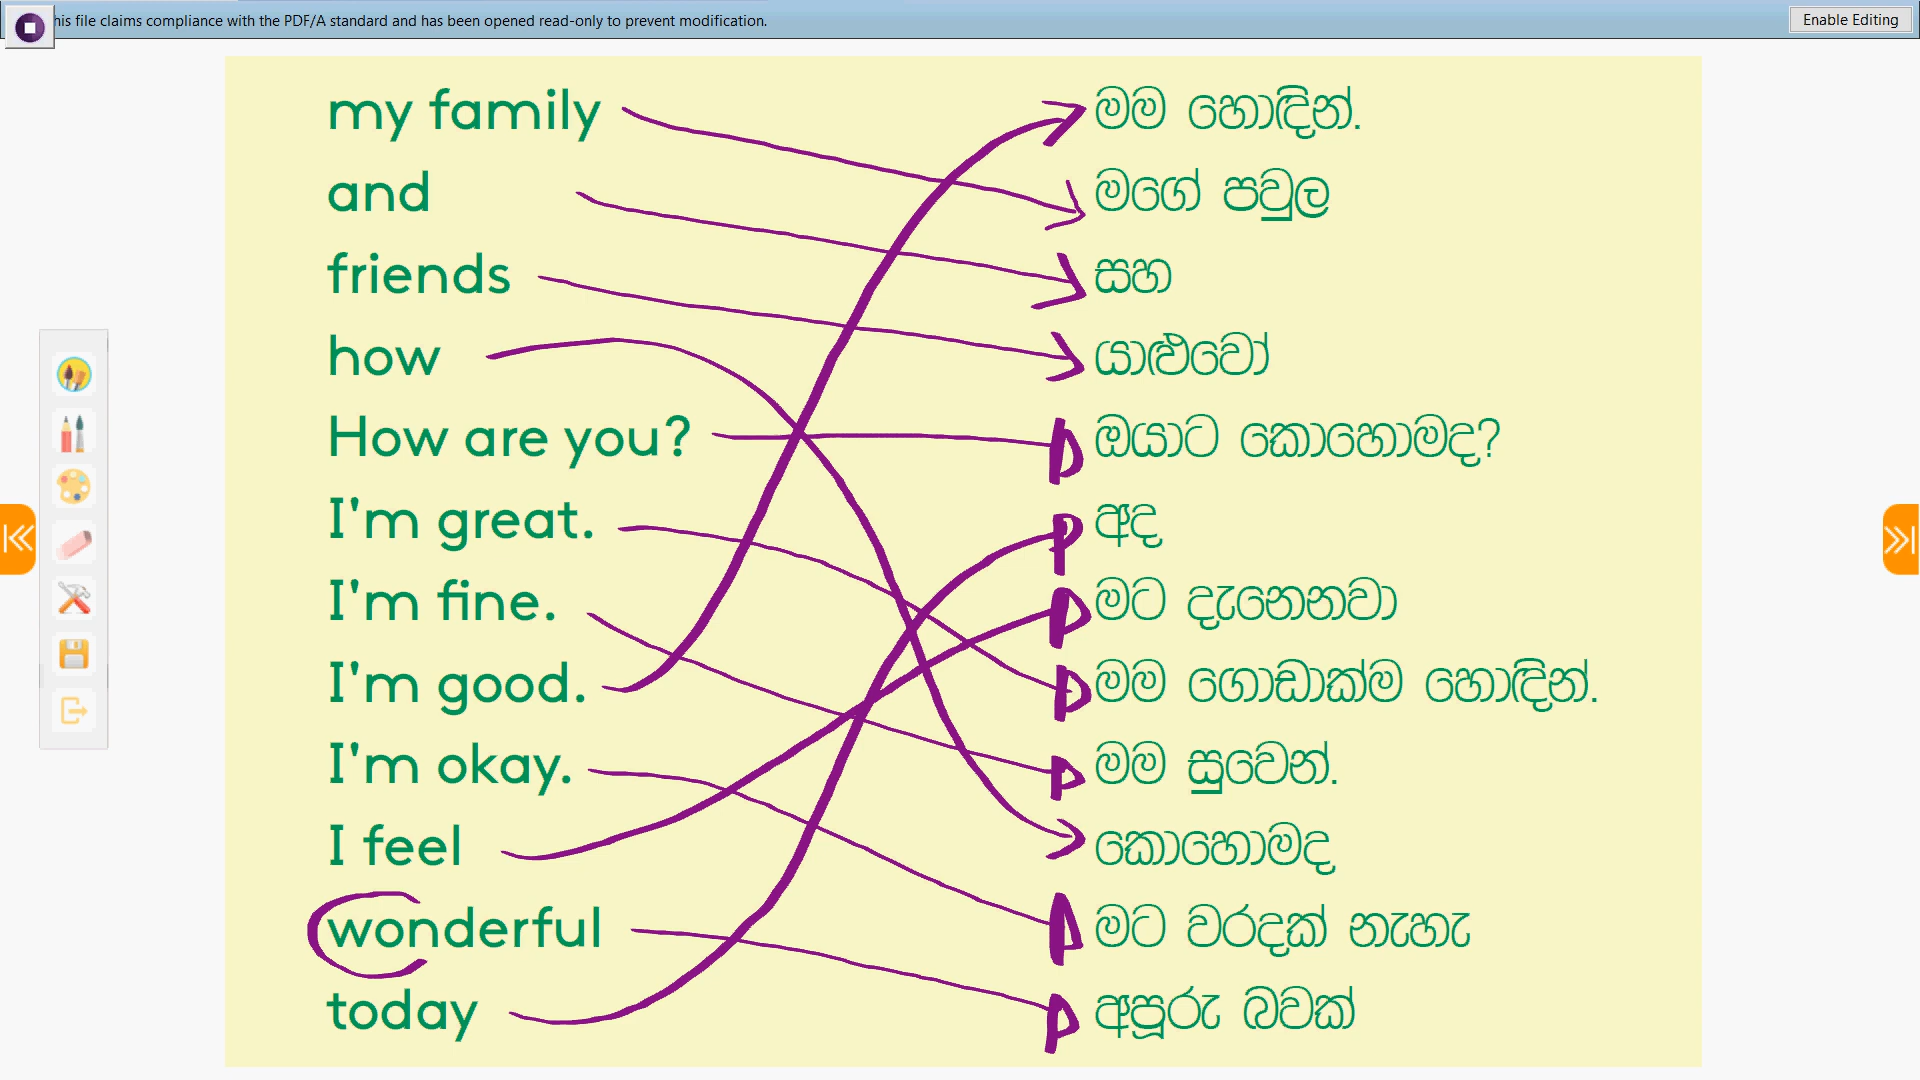 his file claims compliance with the PDF/A standard and has been opened read-only to prevent modification.
Enable Editing
my family මම හොඳින්.
and මගේ පවුල
friends සහ
how යාළුවෝ
How are you? ඔයාට කොහොමද?
I'm great. අද
I'm fine. මට දැනෙනවා
I'm good. මම ගොඩාක්ම හොඳින්.
I'm okay. මම සුවෙන්.
I feel කොහොමද
wonderful මට වරදක් නැහැ
today අපූරු බවක්